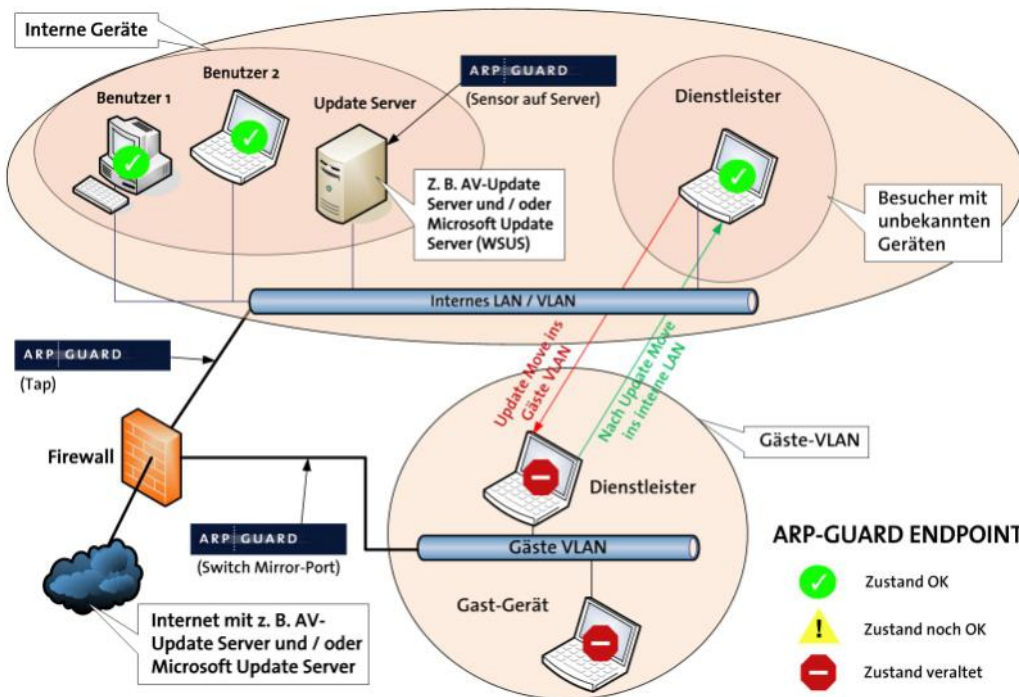 Interne Geräte
Benutzer 1
Benutzer 2
Update Server
ARP GUARD
(Sensor auf Server)
Dienstleister
Z. B. AV-Update
Server und / oder
Microsoft Update
Server (WSUS)
Besucher mit
unbekannten
Geräten
Internes LAN / VLAN
ARP GUARD
(Tap)
Update Move ins
Gäste VLAN
Nach Update Move
ins interne LAN
Firewall
Gäste-VLAN
Dienstleister
ARP GUARD
(Switch Mirror-Port)
Gäste VLAN
Gast-Gerät
Internet mit z. B. AV-
Update Server und / oder
Microsoft Update Server
ARP-GUARD ENDPOINT
Zustand OK
! Zustand noch OK
Zustand veraltet